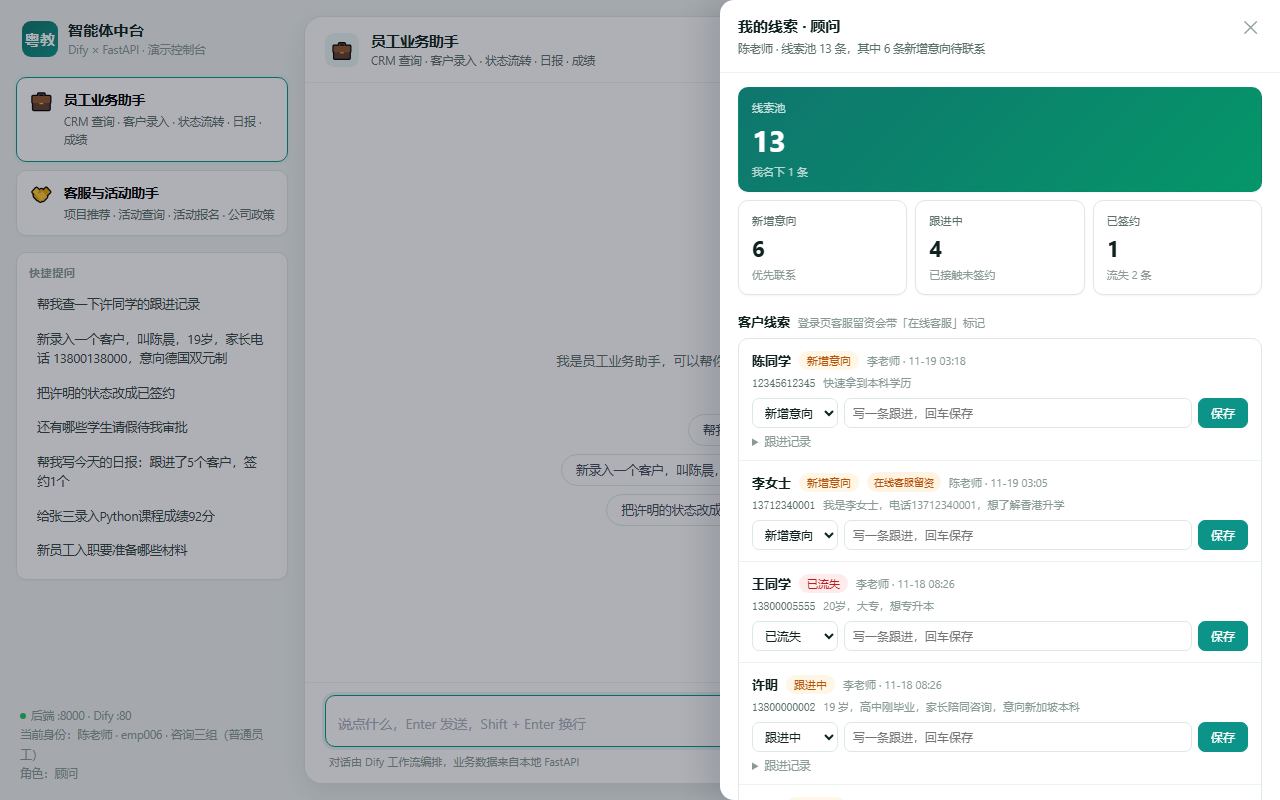 粤教
智能体中台
Dify × FastAPI · 演示控制台
员工业务助手
CRM 查询 · 客户录入 · 状态流转 · 日报 ·
成绩
客服与活动助手
项目推荐 · 活动查询 · 活动报名 · 公司政策
快捷提问
帮我查一下许同学的跟进记录
新录入一个客户，叫陈晨，19岁，家长电
话 13800138000，意向德国双元制
把许明的状态改成已签约
还有哪些学生请假待我审批
帮我写今天的日报：跟进了5个客户，签
约1个
给张三录入Python课程成绩92分
新员工入职要准备哪些材料
后端 :8000 · Dify :80
当前身份：陈老师 · emp006 · 咨询三组（普通员
工）
角色：顾问
员工业务助手
CRM 查询 · 客户录入 · 状态流转 · 日报 · 成绩
我是员工业务助手，可以帮你
帮我
新录入一个客户，叫陈晨，
把许明的状态改成
说点什么，Enter 发送，Shift + Enter 换行
对话由 Dify 工作流编排，业务数据来自本地 FastAPI
我的线索 · 顾问
陈老师 · 线索池 13 条，其中 6 条新增意向待联系
线索池
13
我名下 1 条
新增意向
6
优先联系
跟进中
4
已接触未签约
已签约
1
流失 2 条
客户线索 登录页客服留资会带「在线客服」标记
陈同学 新增意向 李老师 · 11-19 03:18
12345612345 快速拿到本科学历
新增意向 写一条跟进，回车保存 保存
▶ 跟进记录
李女士 新增意向 在线客服留资 陈老师 · 11-19 03:05
13712340001 我是李女士，电话13712340001，想了解香港升学
新增意向 写一条跟进，回车保存 保存
王同学 已流失 李老师 · 11-18 08:26
13800005555 20岁，大专，想专升本
已流失 写一条跟进，回车保存 保存
许明 跟进中 李老师 · 11-18 08:26
13800000002 19 岁，高中刚毕业，家长陪同咨询，意向新加坡本科
跟进中 写一条跟进，回车保存 保存
▶ 跟进记录